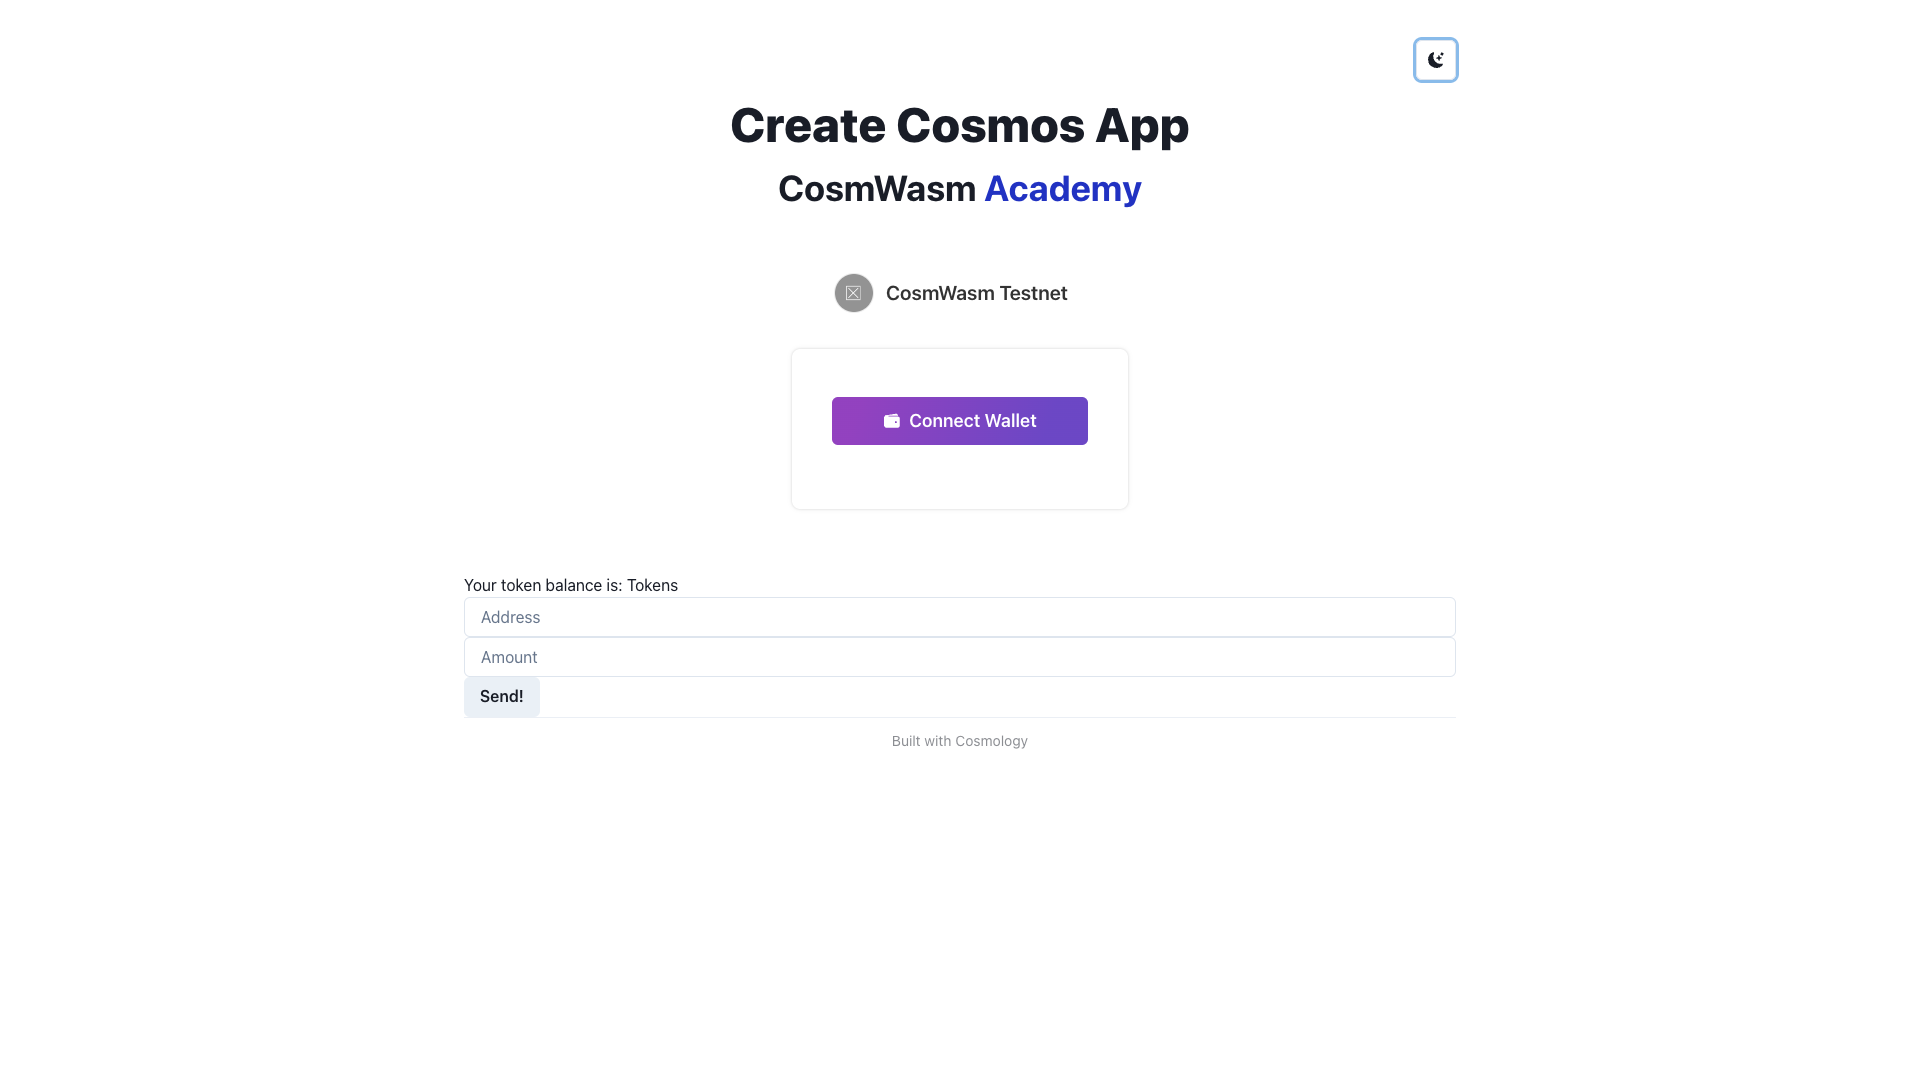 Create Cosmos App
CosmWasm Academy
CosmWasm Testnet
Connect Wallet
Your token balance is: Tokens
Address
Amount
Send!
Built with Cosmology